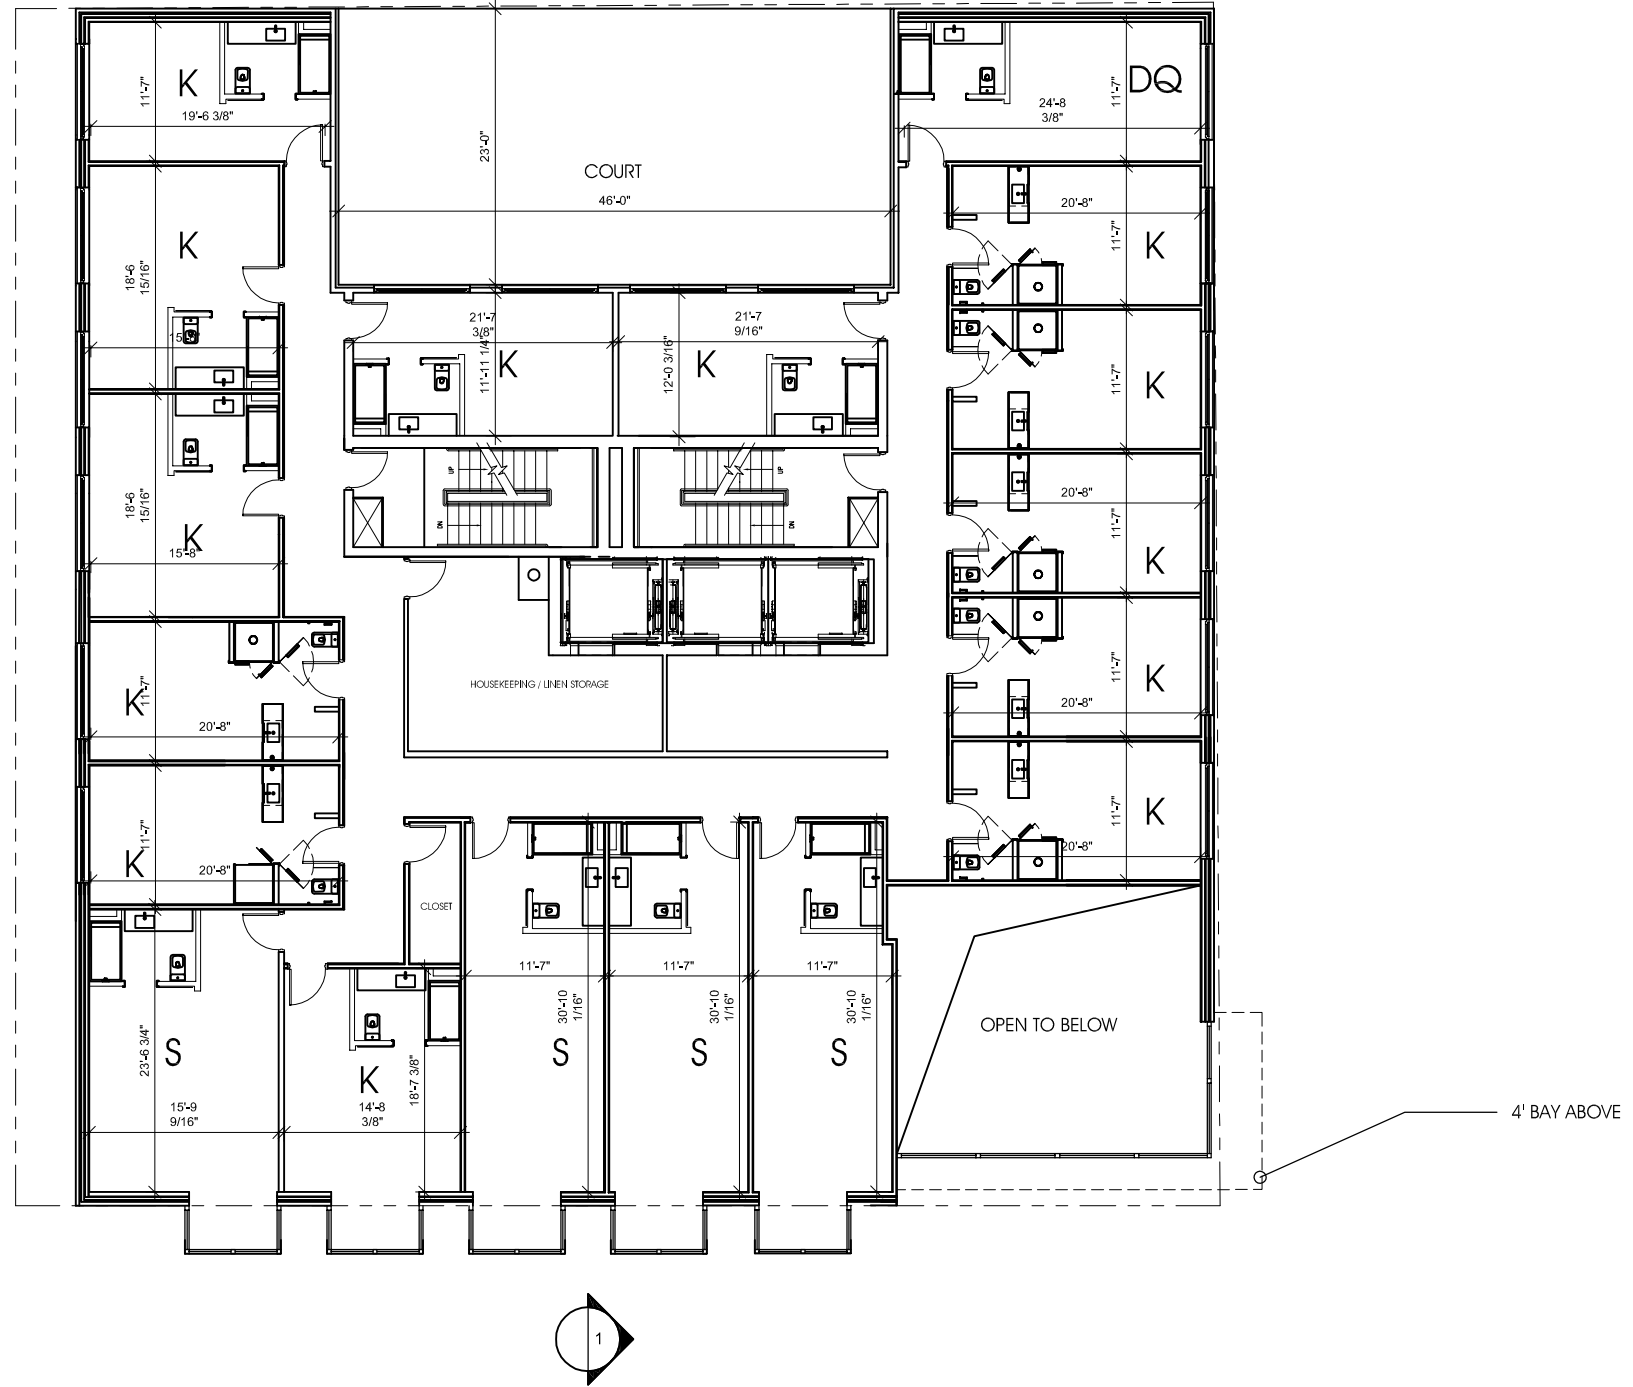 K
11'-7"
19'-6 3/8"
23'-0"
COURT
46'-0"
DQ
11'-7"
24'-8
3/8"
K
18'-6
15/16"
K
15'-8"
18'-6
15/16"
21'-7
3/8"
11'-11 1/4"
K
21'-7
9/16"
12'-0 3/16"
K
20'-8"
11'-7"
K
11'-7"
K
20'-8"
11'-7"
K
11'-7"
K
20'-8"
11'-7"
K
20'-8"
UP
DN
UP
DN
HOUSEKEEPING / LINEN STORAGE
K
11'-7"
20'-8"
K
11'-7"
20'-8"
CLOSET
S
23'-6 3/4"
15'-9
9/16"
K
18'-7 3/8"
14'-8
3/8"
11'-7"
30'-10
1/16"
S
11'-7"
30'-10
1/16"
S
11'-7"
30'-10
1/16"
S
OPEN TO BELOW
4' BAY ABOVE
1